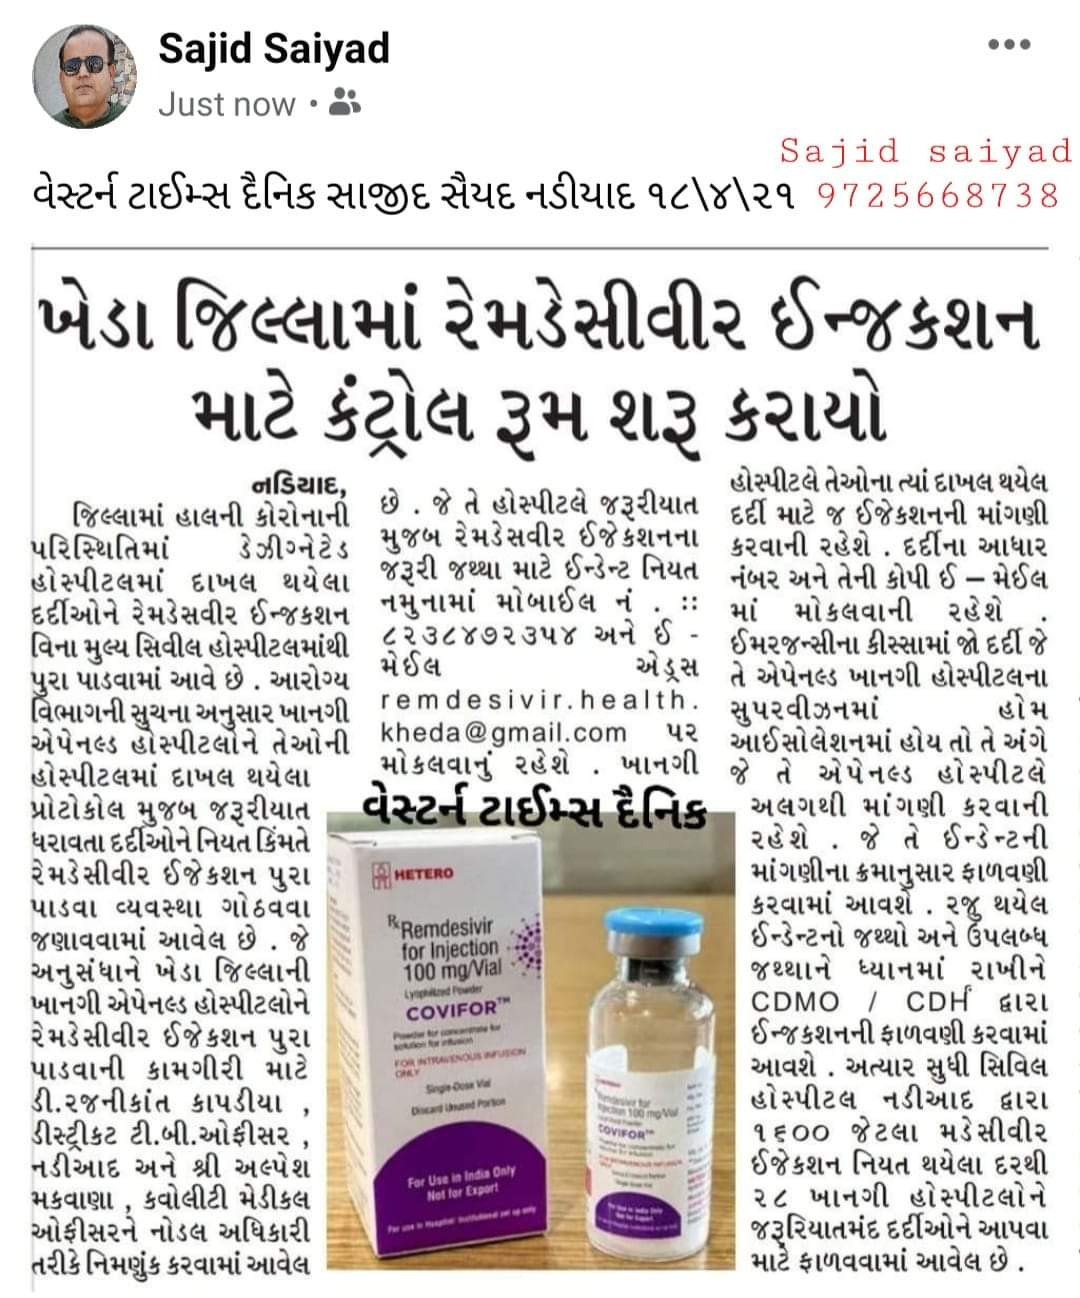 Sajid Saiyad
Just now
Sajid saiyad
9725668738
વેસ્ટર્ન ટાઈમ્સ દૈનિક સાજીદ સૈયદ નડીયાદ ૧૮\૪\૨૧
ખેડા જિલ્લામાં રેમડેસીવીર ઈન્જકશન
માટે કંટ્રોલ રૂમ શરૂ કરાયો
નડિયાદ,
જિલ્લામાં હાલની કોરોનાની
પરિસ્થિતિમાં ડેઝીગ્નેટેડ
હોસ્પીટલમાં દાખલ થયેલા
દર્દીઓને રેમડેસવીર ઈન્જકશન
વિના મુલ્ય સિવીલ હોસ્પીટલમાંથી
પુરા પાડવામાં આવે છે . આરોગ્ય
વિભાગની સુચના અનુસાર ખાનગી
એપેનલ્ડ હોસ્પીટલોને તેઓની
હોસ્પીટલમાં દાખલ થયેલા
પ્રોટોકોલ મુજબ જરૂરીયાત
ધરાવતા દર્દીઓને નિયત કિંમતે
રેમડેસીવીર ઈજેકશન પુરા
પાડવા વ્યવસ્થા ગોઠવવા
જણાવવામાં આવેલ છે . જે
અનુસંધાને ખેડા જિલ્લાની
ખાનગી એપેનલ્ડ હોસ્પીટલોને
રેમડેસીવીર ઈજેકશન પુરા
પાડવાની કામગીરી માટે
ડી.રજનીકાંત કાપડીયા ,
ડીસ્ટ્રીકટ ટી.બી.ઓફીસર ,
નડીઆદ અને શ્રી અલ્પેશ
મકવાણા , કવોલીટી મેડીકલ
ઓફીસરને નોડલ અધિકારી
તરીકે નિમણુંક કરવામાં આવેલ
છે . જે તે હોસ્પીટલે જરૂરીયાત
મુજબ રેમડેસવીર ઈજેકશનના
જરૂરી જથ્થા માટે ઈન્ડેન્ટ નિયત
નમુનામાં મોબાઈલ નં . ::
૮૨૩૮૪૭૨૩૫૪ અને ઈ -
મેઈલ એડ્રસ
remdesivir.health.
kheda@gmail.com પર
મોકલવાનું રહેશે . ખાનગી
વેસ્ટર્ન ટાઈમ્સ દૈનિક
HETERO
Rx Remdesivir
for Injection
100 mg/Vial
Lyophilized Powder
COVIFOR™
Powder for concentrate for
solution for infusion
FOR INTRAVENOUS INFUSION
ONLY
Single-Dose Vial
Discard Unused Portion
For Use in India Only
Not for Export
Remdesivir for
Injection 100 mg/Vial
COVIFOR™
હોસ્પીટલે તેઓના ત્યાં દાખલ થયેલ
દર્દી માટે જ ઈજેકશનની માંગણી
કરવાની રહેશે . દર્દીના આધાર
નંબર અને તેની કોપી ઈ – મેઈલ
માં મોકલવાની રહેશે .
ઈમરજન્સીના કીસ્સામાં જો દર્દી જે
તે એપેનલ્ડ ખાનગી હોસ્પીટલના
સુપરવીઝનમાં હોમ
આઈસોલેશનમાં હોય તો તે અંગે
જે તે એપેનલ્ડ હોસ્પીટલે
અલગથી માંગણી કરવાની
રહેશે . જે તે ઈન્ડેન્ટની
માંગણીના ક્રમાનુસાર ફાળવણી
કરવામાં આવશે . રજુ થયેલ
ઈન્ડેન્ટનો જથ્થો અને ઉપલબ્ધ
જથ્થાને ધ્યાનમાં રાખીને
CDMO / CDH દ્વારા
ઈન્જકશનની ફાળવણી કરવામાં
આવશે . અત્યાર સુધી સિવિલ
હોસ્પીટલ નડીઆદ દ્વારા
૧૬૦૦ જેટલા મડેસીવીર
ઈજેકશન નિયત થયેલા દરથી
૨૮ ખાનગી હોસ્પીટલોને
જરૂરિયાતમંદ દર્દીઓને આપવા
માટે ફાળવવામાં આવેલ છે .